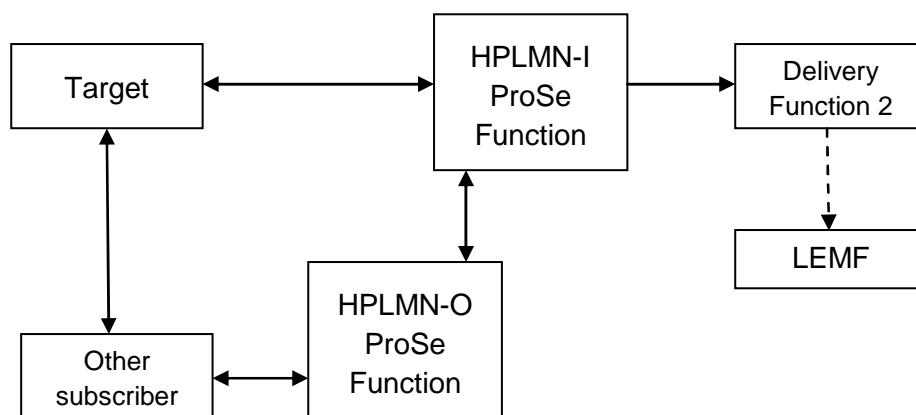 Target
HPLMN-I
ProSe
Function
Delivery
Function 2
LEMF
HPLMN-O
ProSe
Function
Other
subscriber